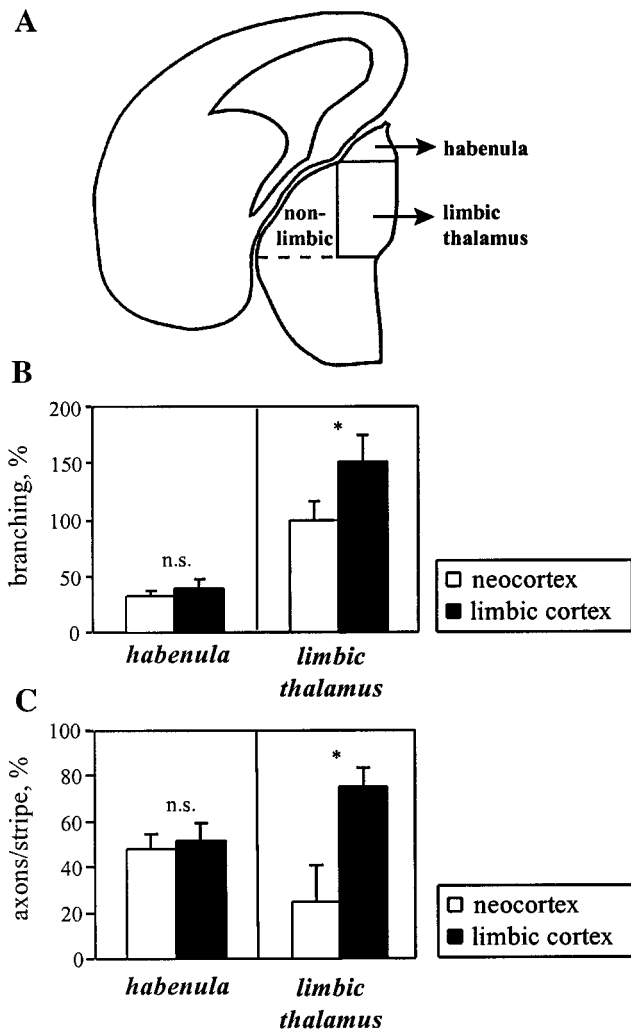 A
habenula
non-
limbic
limbic
thalamus
B
branching, %
200
150
100
50
0
n.s.
*
habenula
limbic
thalamus
neocortex
limbic cortex
C
axons/stripe, %
100
80
60
40
20
0
n.s.
*
habenula
limbic
thalamus
neocortex
limbic cortex